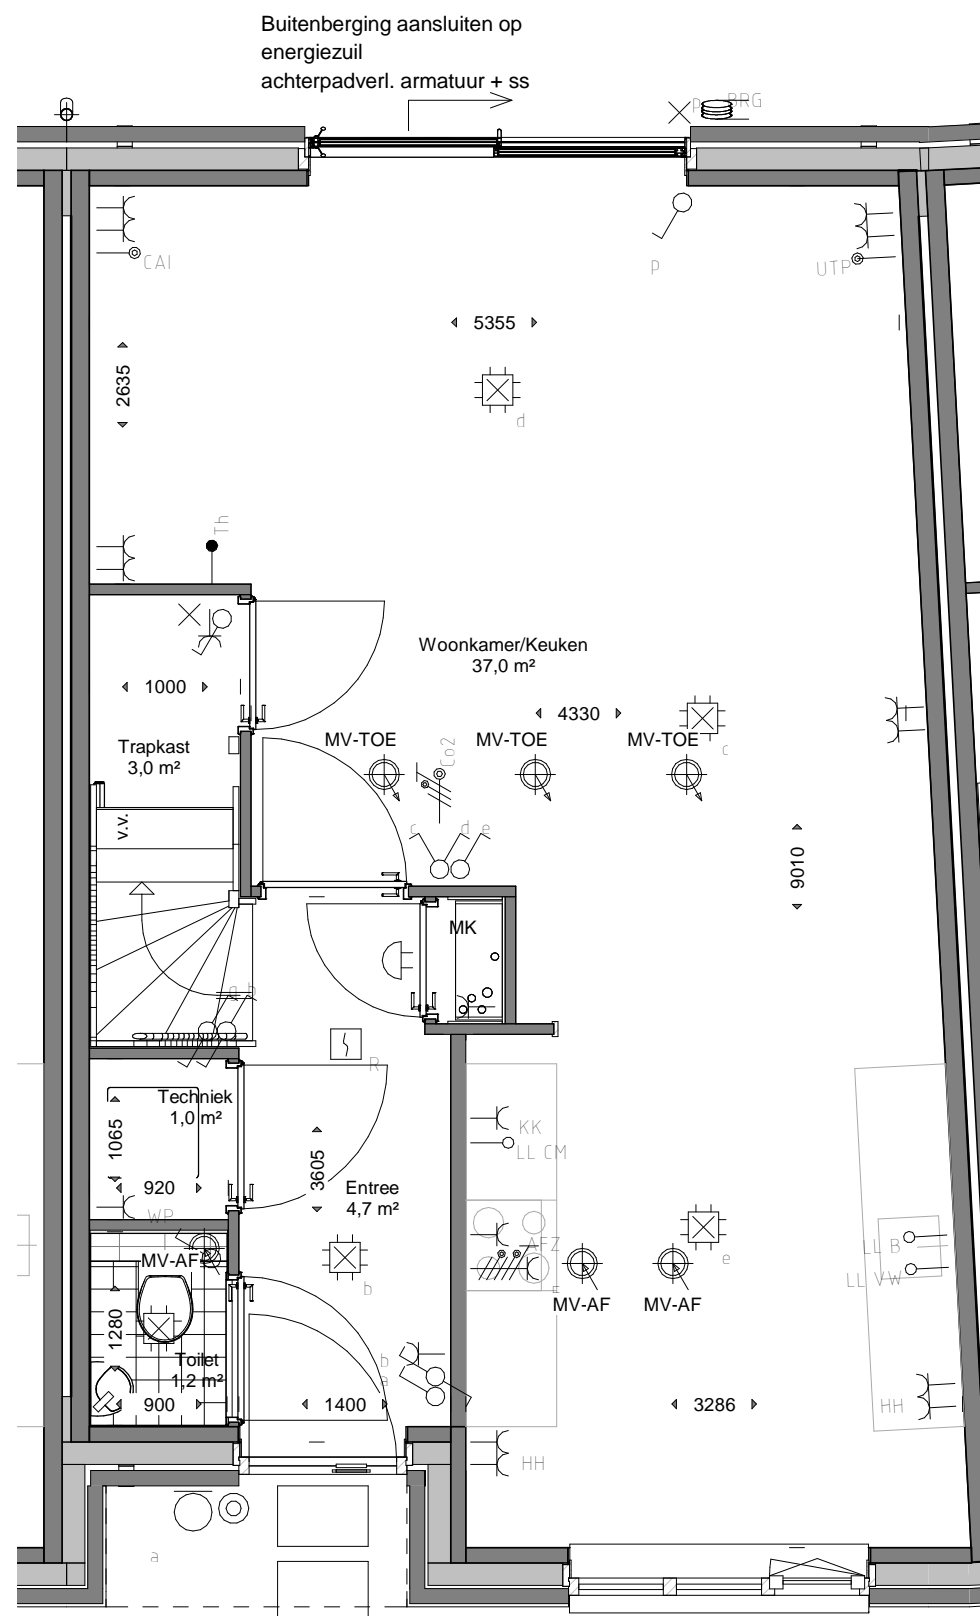 Buitenberging aansluiten op
energiezuil
achterpadverl. armatuur + ss
p BRG
CAI
p
UTP
5355
2635
d
Th
Woonkamer/Keuken
37,0 m²
1000
4330
Trapkast
3,0 m²
MV-TOE
MV-TOE
MV-TOE
c
Co2
v.v.
c d e
9010
MK
a b
R
Techniek
1,0 m²
1065
920
WP
3605
Entree
4,7 m²
KK
LL CM
MV-AF
AFZ
b
e
LL B
LL VW
MV-AF
MV-AF
1280
Toilet
1,2 m²
900
b
a
1400
3286
HH
HH
a